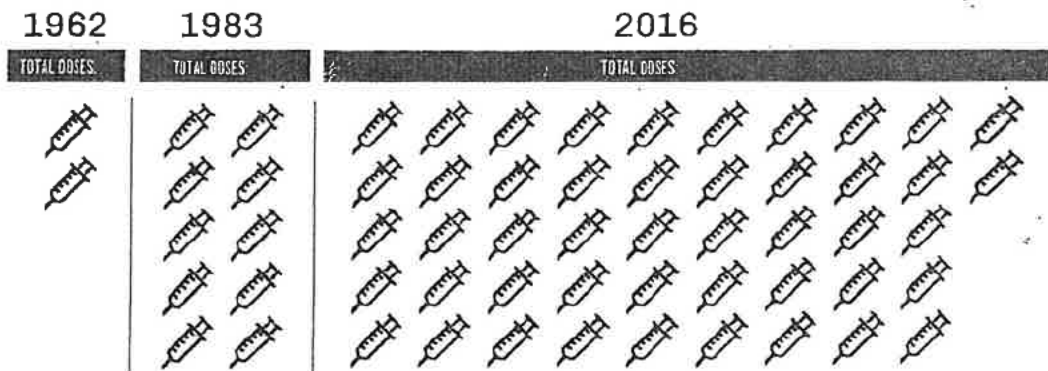 1962 1983 2016
TOTAL DOSES. TOTAL DOSES TOTAL DOSES